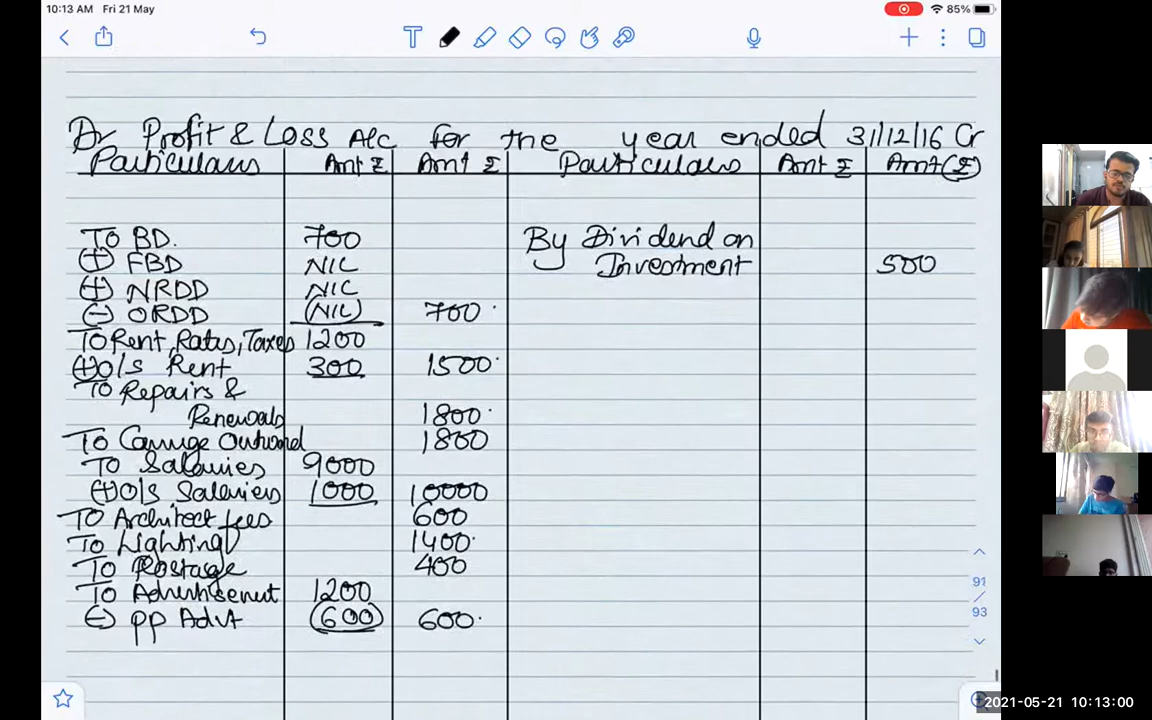 10:13 AM Fri 21 May
85%
Dr Profit & Loss A/c for the year ended 31/12/16 Cr
Particulars Amt ₹ Amt ₹ Particulars Amt ₹ Amt (₹)
To BD. 700 By Dividend on
(+) FBD NIL Investment 500
(+) NRDD NIL
(-) ORDD (NIL) 700
To Rent, Rates, Taxes 1200
(+) O/s Rent 300 1500
To Repairs &
Renewals 1800
To Carriage Outward 1800
To Salaries 9000
(+) O/s Salaries 1000 10000
To Architect fees 600
To Lighting 1400
To Postage 400
To Advertisement 1200
(-) PP Advt (600) 600
91
/
93
2021-05-21 10:13:00